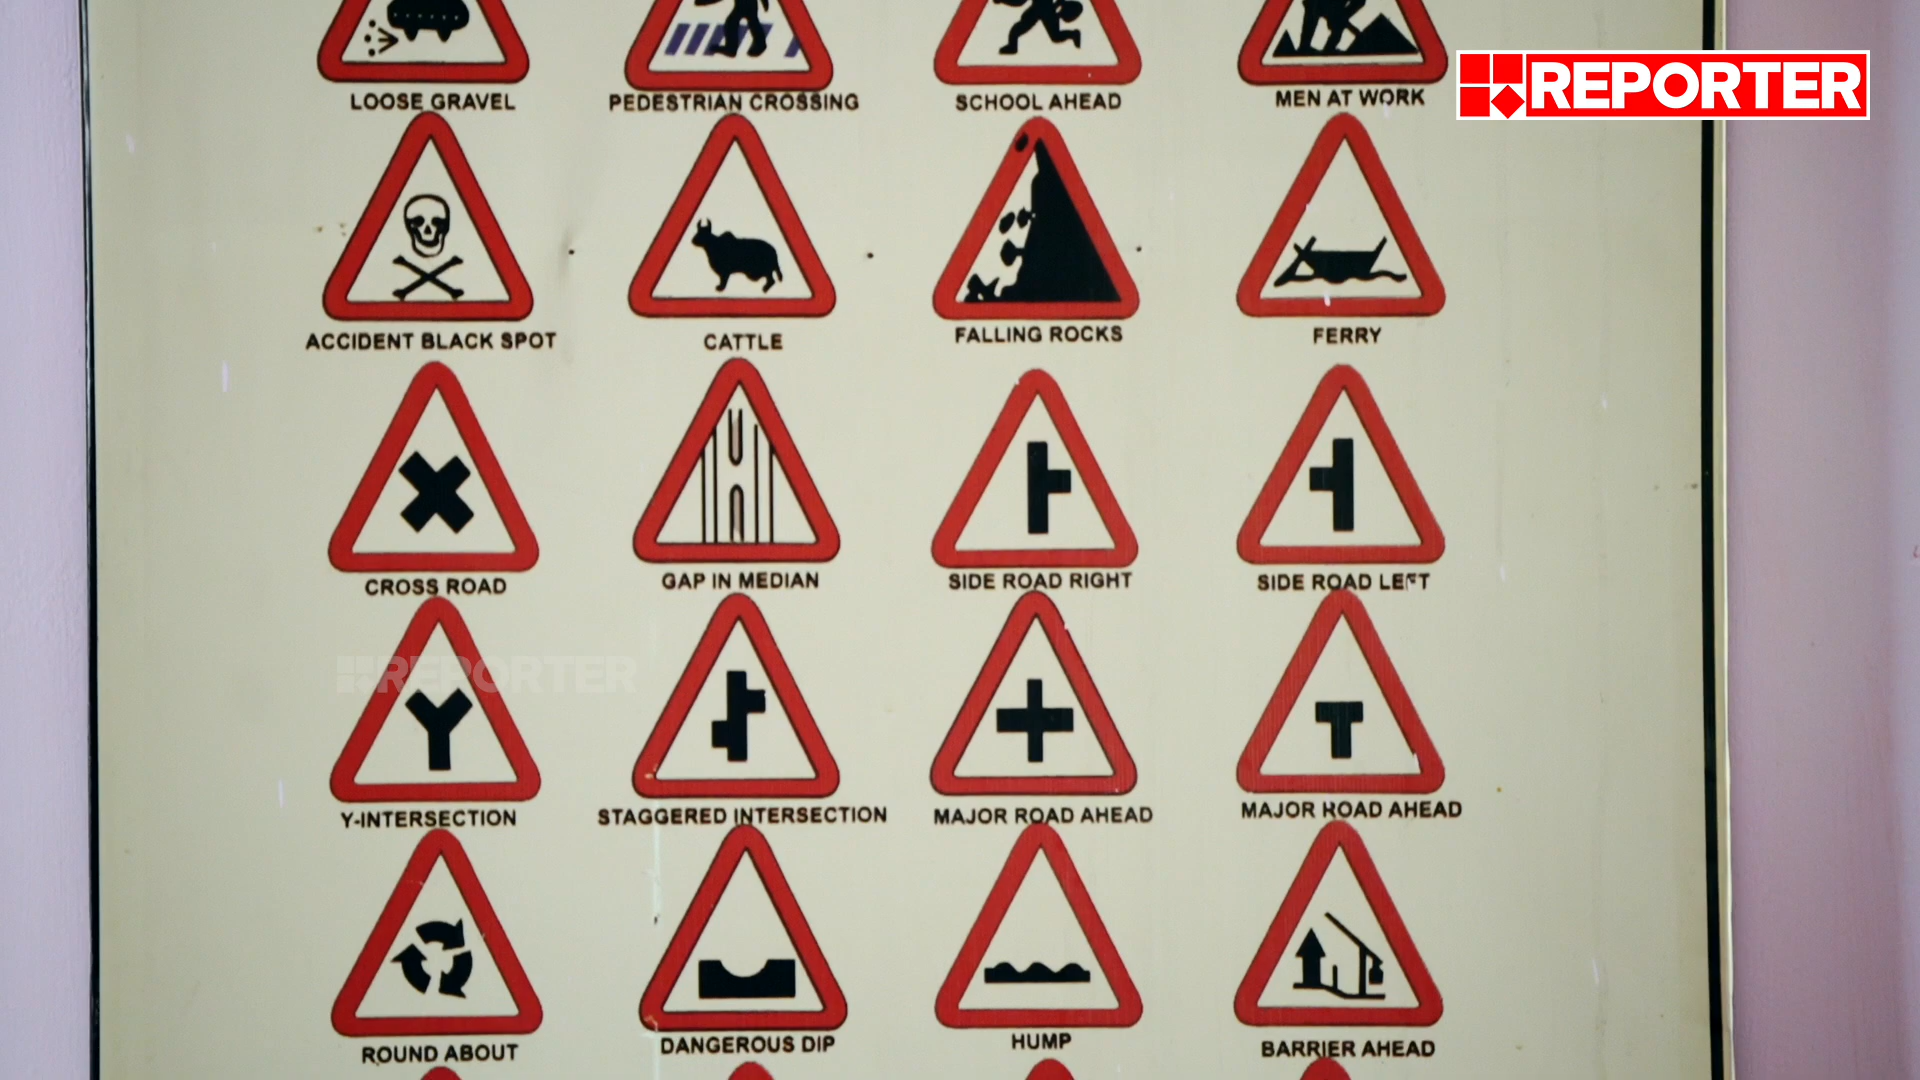 REPORTER
LOOSE GRAVEL
PEDESTRIAN CROSSING
SCHOOL AHEAD
MEN AT WORK
ACCIDENT BLACK SPOT
CATTLE
FALLING ROCKS
FERRY
CROSS ROAD
GAP IN MEDIAN
SIDE ROAD RIGHT
SIDE ROAD LEFT
REPORTER
Y-INTERSECTION
STAGGERED INTERSECTION
MAJOR ROAD AHEAD
MAJOR ROAD AHEAD
ROUND ABOUT
DANGEROUS DIP
HUMP
BARRIER AHEAD